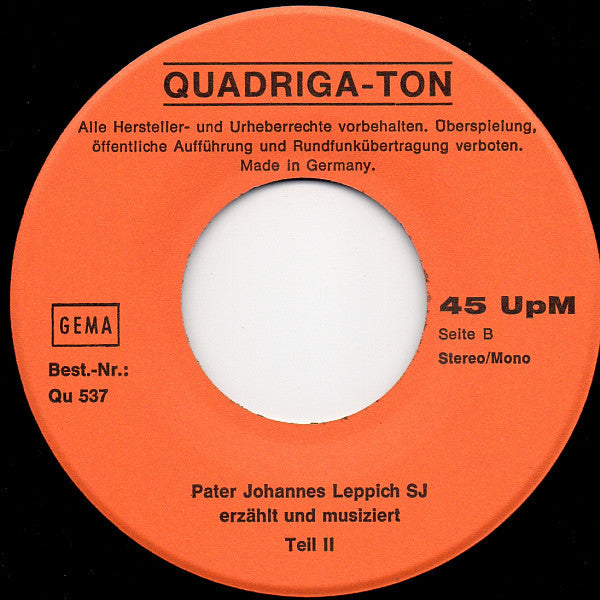 QUADRIGA-TON
Alle Hersteller- und Urheberrechte vorbehalten. Überspielung,
öffentliche Aufführung und Rundfunkübertragung verboten.
Made in Germany.
45 UpM
Seite B
Stereo/Mono
GEMA
Best.-Nr.:
Qu 537
Pater Johannes Leppich SJ
erzählt und musiziert
Teil II